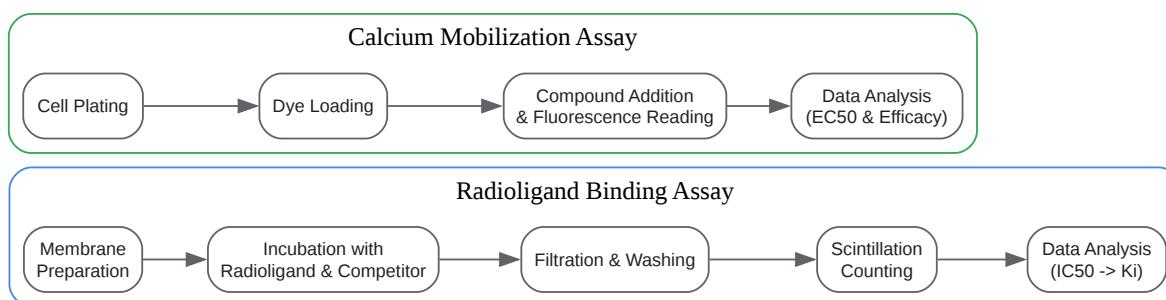 Calcium Mobilization Assay
Cell Plating
Dye Loading
Compound Addition
& Fluorescence Reading
Data Analysis
(EC50 & Efficacy)
Radioligand Binding Assay
Membrane
Preparation
Incubation with
Radioligand & Competitor
Filtration & Washing
Scintillation
Counting
Data Analysis
(IC50 -> Ki)